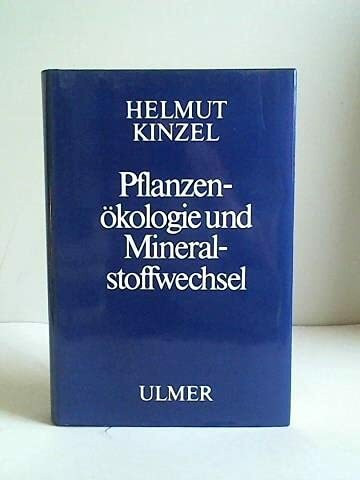 HELMUT
KINZEL
Pflanzen-
ökologie und
Mineral-
stoffwechsel
ULMER